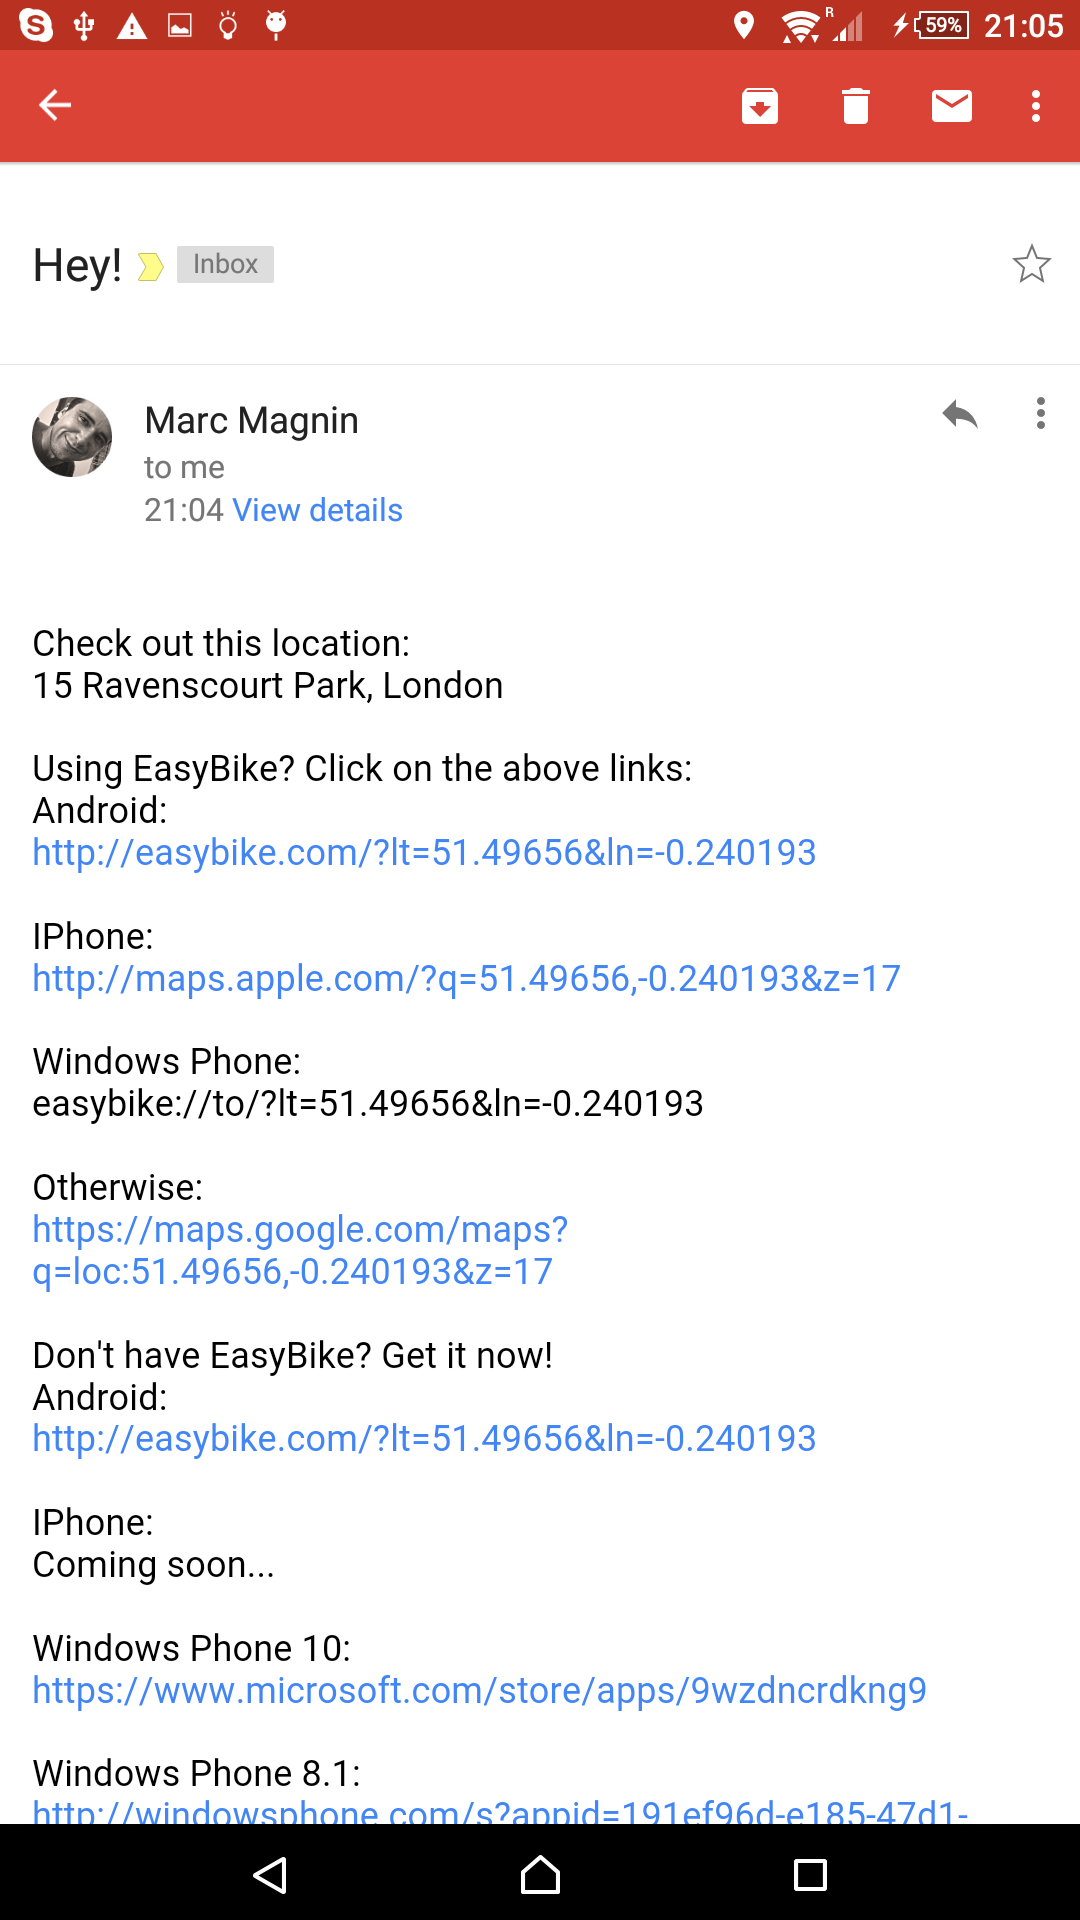 R 59% 21:05
Hey! Inbox
Marc Magnin
to me
21:04 View details
Check out this location:
15 Ravenscourt Park, London
Using EasyBike? Click on the above links:
Android:
http://easybike.com/?lt=51.49656&ln=-0.240193
IPhone:
http://maps.apple.com/?q=51.49656,-0.240193&z=17
Windows Phone:
easybike://to/?lt=51.49656&ln=-0.240193
Otherwise:
https://maps.google.com/maps?
q=loc:51.49656,-0.240193&z=17
Don't have EasyBike? Get it now!
Android:
http://easybike.com/?lt=51.49656&ln=-0.240193
IPhone:
Coming soon...
Windows Phone 10:
https://www.microsoft.com/store/apps/9wzdncrdkng9
Windows Phone 8.1:
http://windowsphone.com/s?appid=191ef96d-e185-47d1-